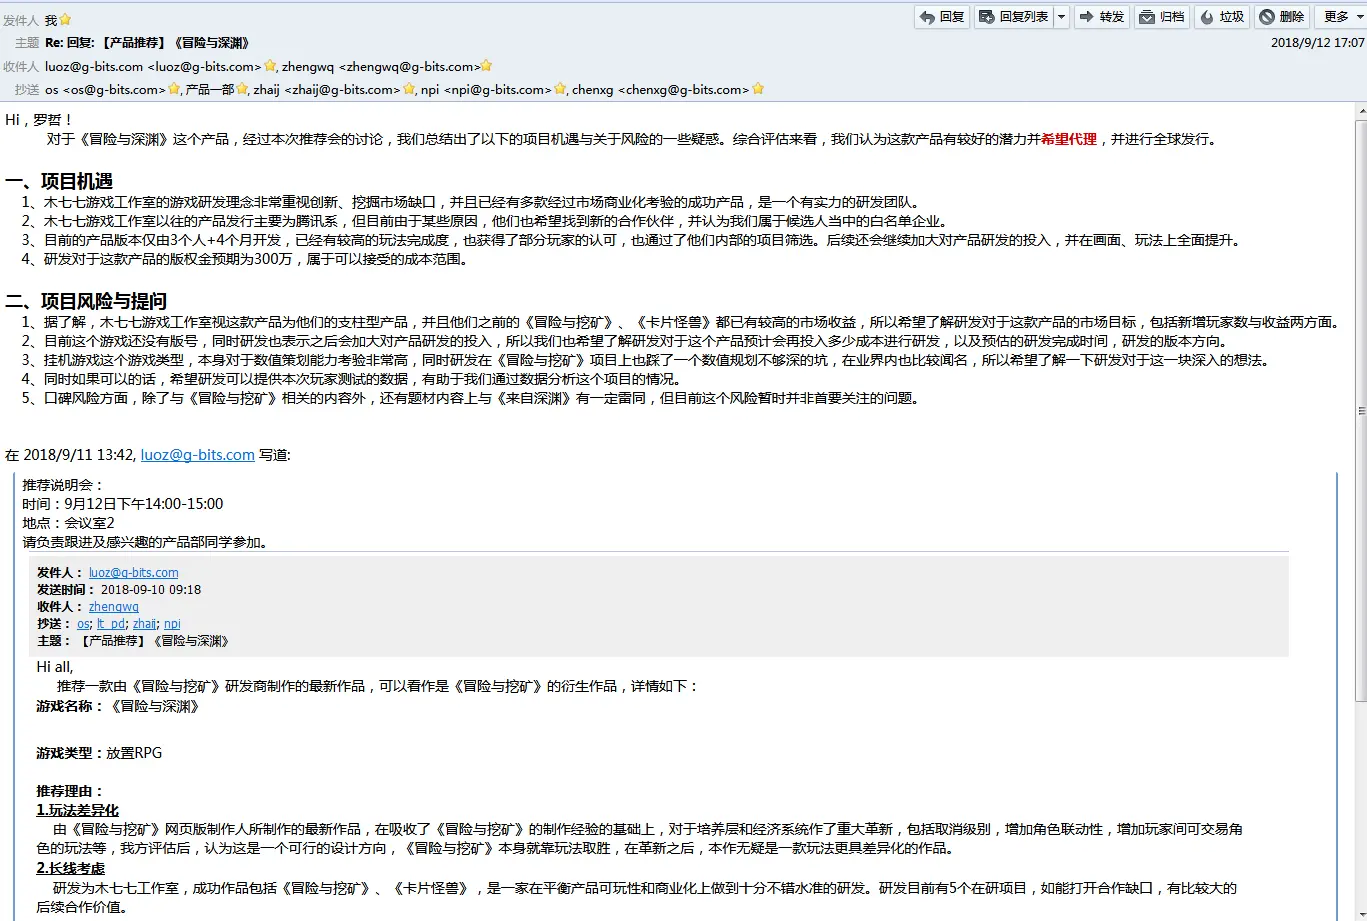 发件人 我
回复 回复列表 转发 归档 垃圾 删除 更多
主题 Re: 回复: 【产品推荐】《冒险与深渊》
2018/9/12 17:07
收件人 luoz@g-bits.com <luoz@g-bits.com>, zhengwq <zhengwq@g-bits.com>
抄送 os <os@g-bits.com>, 产品一部, zhaij <zhaij@g-bits.com>, npi <npi@g-bits.com>, chenxg <chenxg@g-bits.com>
Hi，罗哲！
对于《冒险与深渊》这个产品，经过本次推荐会的讨论，我们总结出了以下的项目机遇与关于风险的一些疑惑。综合评估来看，我们认为这款产品有较好的潜力并希望代理，并进行全球发行。
一、项目机遇
1、木七七游戏工作室的游戏研发理念非常重视创新、挖掘市场缺口，并且已经有多款经过市场商业化考验的成功产品，是一个有实力的研发团队。
2、木七七游戏工作室以往的产品发行主要为腾讯系，但目前由于某些原因，他们也希望找到新的合作伙伴，并认为我们属于候选人当中的白名单企业。
3、目前的产品版本仅由3个人+4个月开发，已经有较高的玩法完成度，也获得了部分玩家的认可，也通过了他们内部的项目筛选。后续还会继续加大对产品研发的投入，并在画面、玩法上全面提升。
4、研发对于这款产品的版权金预期为300万，属于可以接受的成本范围。
二、项目风险与提问
1、据了解，木七七游戏工作室视这款产品为他们的支柱型产品，并且他们之前的《冒险与挖矿》、《卡片怪兽》都已有较高的市场收益，所以希望了解研发对于这款产品的市场目标，包括新增玩家数与收益两方面。
2、目前这个游戏还没有版号，同时研发也表示之后会加大对产品研发的投入，所以我们也希望了解研发对于这个产品预计会再投入多少成本进行研发，以及预估的研发完成时间，研发的版本方向。
3、挂机游戏这个游戏类型，本身对于数值策划能力考验非常高，同时研发在《冒险与挖矿》项目上也踩了一个数值规划不够深的坑，在业界内也比较闻名，所以希望了解一下研发对于这一块深入的想法。
4、同时如果可以的话，希望研发可以提供本次玩家测试的数据，有助于我们通过数据分析这个项目的情况。
5、口碑风险方面，除了与《冒险与挖矿》相关的内容外，还有题材内容上与《来自深渊》有一定雷同，但目前这个风险暂时并非首要关注的问题。
在 2018/9/11 13:42, luoz@g-bits.com 写道:
推荐说明会：
时间：9月12日下午14:00-15:00
地点：会议室2
请负责跟进及感兴趣的产品部同学参加。
发件人： luoz@g-bits.com
发送时间： 2018-09-10 09:18
收件人： zhengwq
抄送： os; lt_pd; zhaij; npi
主题： 【产品推荐】《冒险与深渊》
Hi all,
推荐一款由《冒险与挖矿》研发商制作的最新作品，可以看作是《冒险与挖矿》的衍生作品，详情如下：
游戏名称：《冒险与深渊》
游戏类型：放置RPG
推荐理由：
1.玩法差异化
由《冒险与挖矿》网页版制作人所制作的最新作品，在吸收了《冒险与挖矿》的制作经验的基础上，对于培养层和经济系统作了重大革新，包括取消级别，增加角色联动性，增加玩家间可交易角
色的玩法等，我方评估后，认为这是一个可行的设计方向，《冒险与挖矿》本身就靠玩法取胜，在革新之后，本作无疑是一款玩法更具差异化的作品。
2.长线考虑
研发为木七七工作室，成功作品包括《冒险与挖矿》、《卡片怪兽》，是一家在平衡产品可玩性和商业化上做到十分不错水准的研发。研发目前有5个在研项目，如能打开合作缺口，有比较大的
后续合作价值。